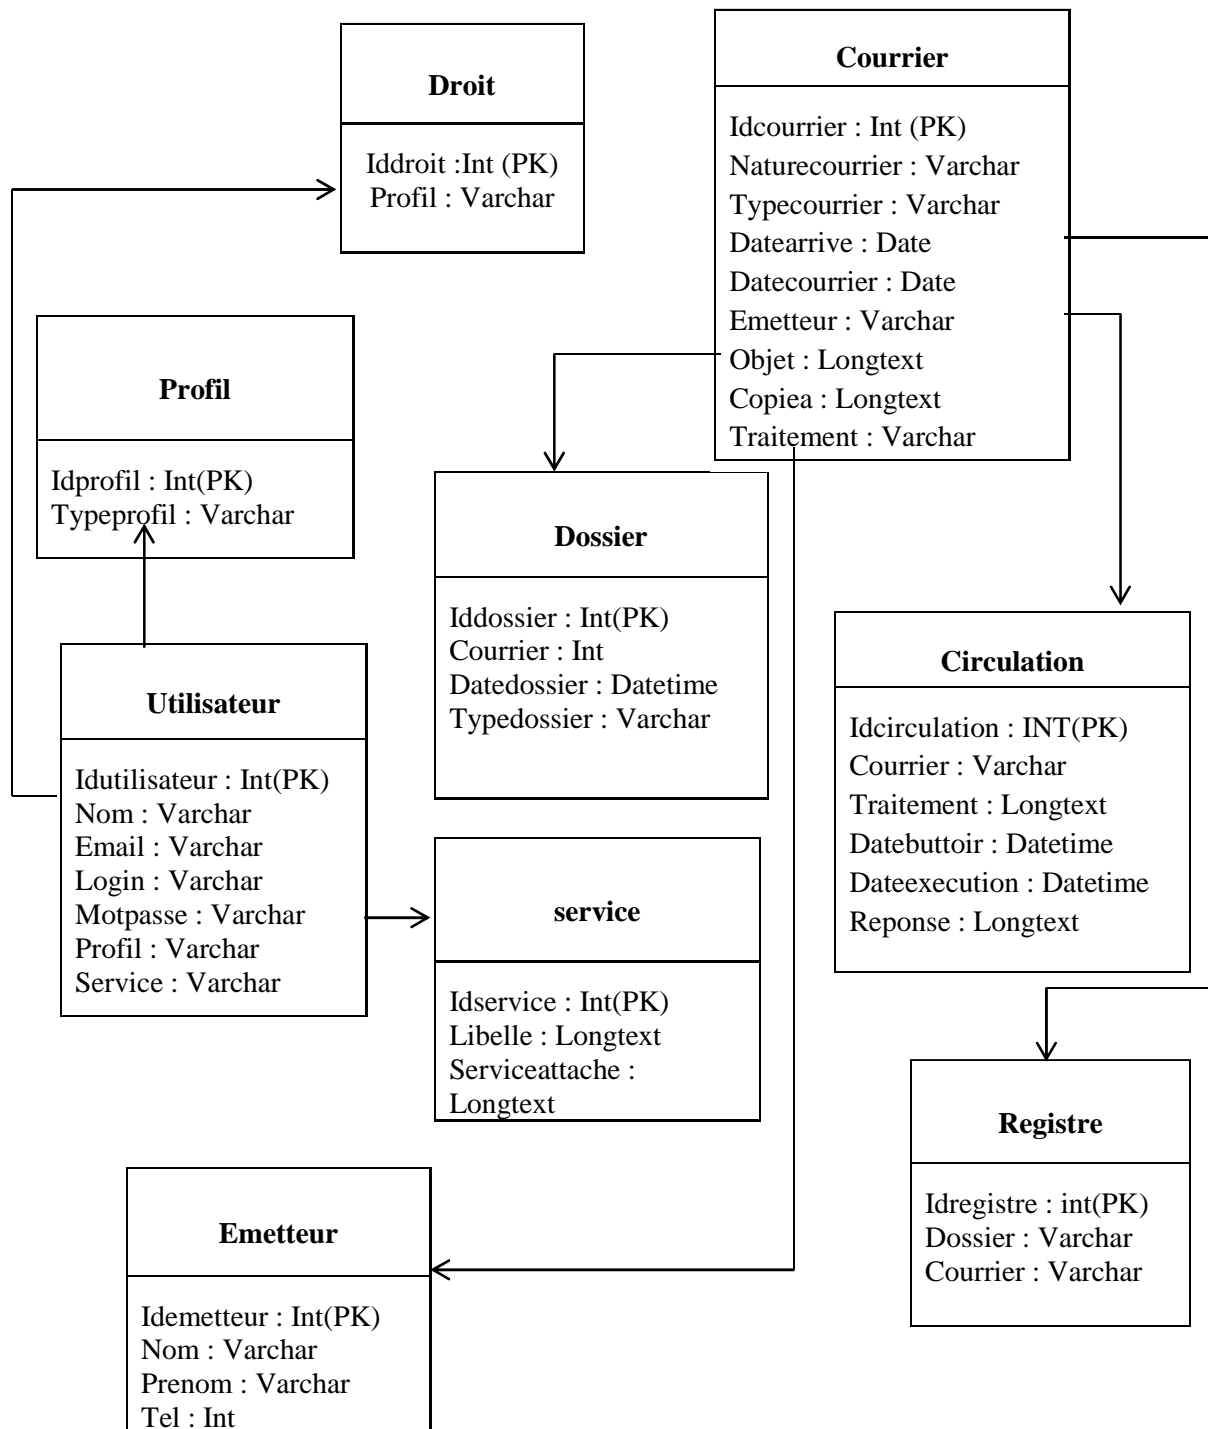 Droit
Iddroit :Int (PK)
Profil : Varchar
Courrier
Idcourrier : Int (PK)
Naturecourrier : Varchar
Typecourrier : Varchar
Datearrive : Date
Datecourrier : Date
Emetteur : Varchar
Objet : Longtext
Copiea : Longtext
Traitement : Varchar
Profil
Idprofil : Int(PK)
Typeprofil : Varchar
Dossier
Iddossier : Int(PK)
Courrier : Int
Datedossier : Datetime
Typedossier : Varchar
Utilisateur
Idutilisateur : Int(PK)
Nom : Varchar
Email : Varchar
Login : Varchar
Motpasse : Varchar
Profil : Varchar
Service : Varchar
Circulation
Idcirculation : INT(PK)
Courrier : Varchar
Traitement : Longtext
Datebuttoir : Datetime
Dateexecution : Datetime
Reponse : Longtext
service
Idservice : Int(PK)
Libelle : Longtext
Serviceattache :
Longtext
Registre
Idregistre : int(PK)
Dossier : Varchar
Courrier : Varchar
Emetteur
Idemetteur : Int(PK)
Nom : Varchar
Prenom : Varchar
Tel : Int